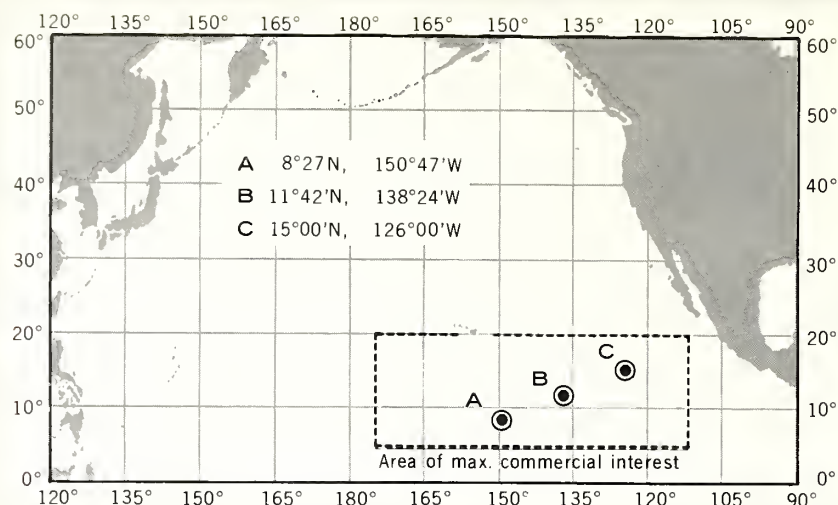 120° 135° 150° 165° 180° 165° 150° 135° 120° 105° 90°
60° 60°
50° 50°
A 8°27N, 150°47'W
40° B 11°42'N, 138°24'W 40°
C 15°00'N, 126°00'W
30° 30°
20° 20°
C
B
A
10° 10°
Area of max. commercial interest
0° 0°
120° 135° 150° 165° 180° 165° 150° 135° 120° 105° 90°